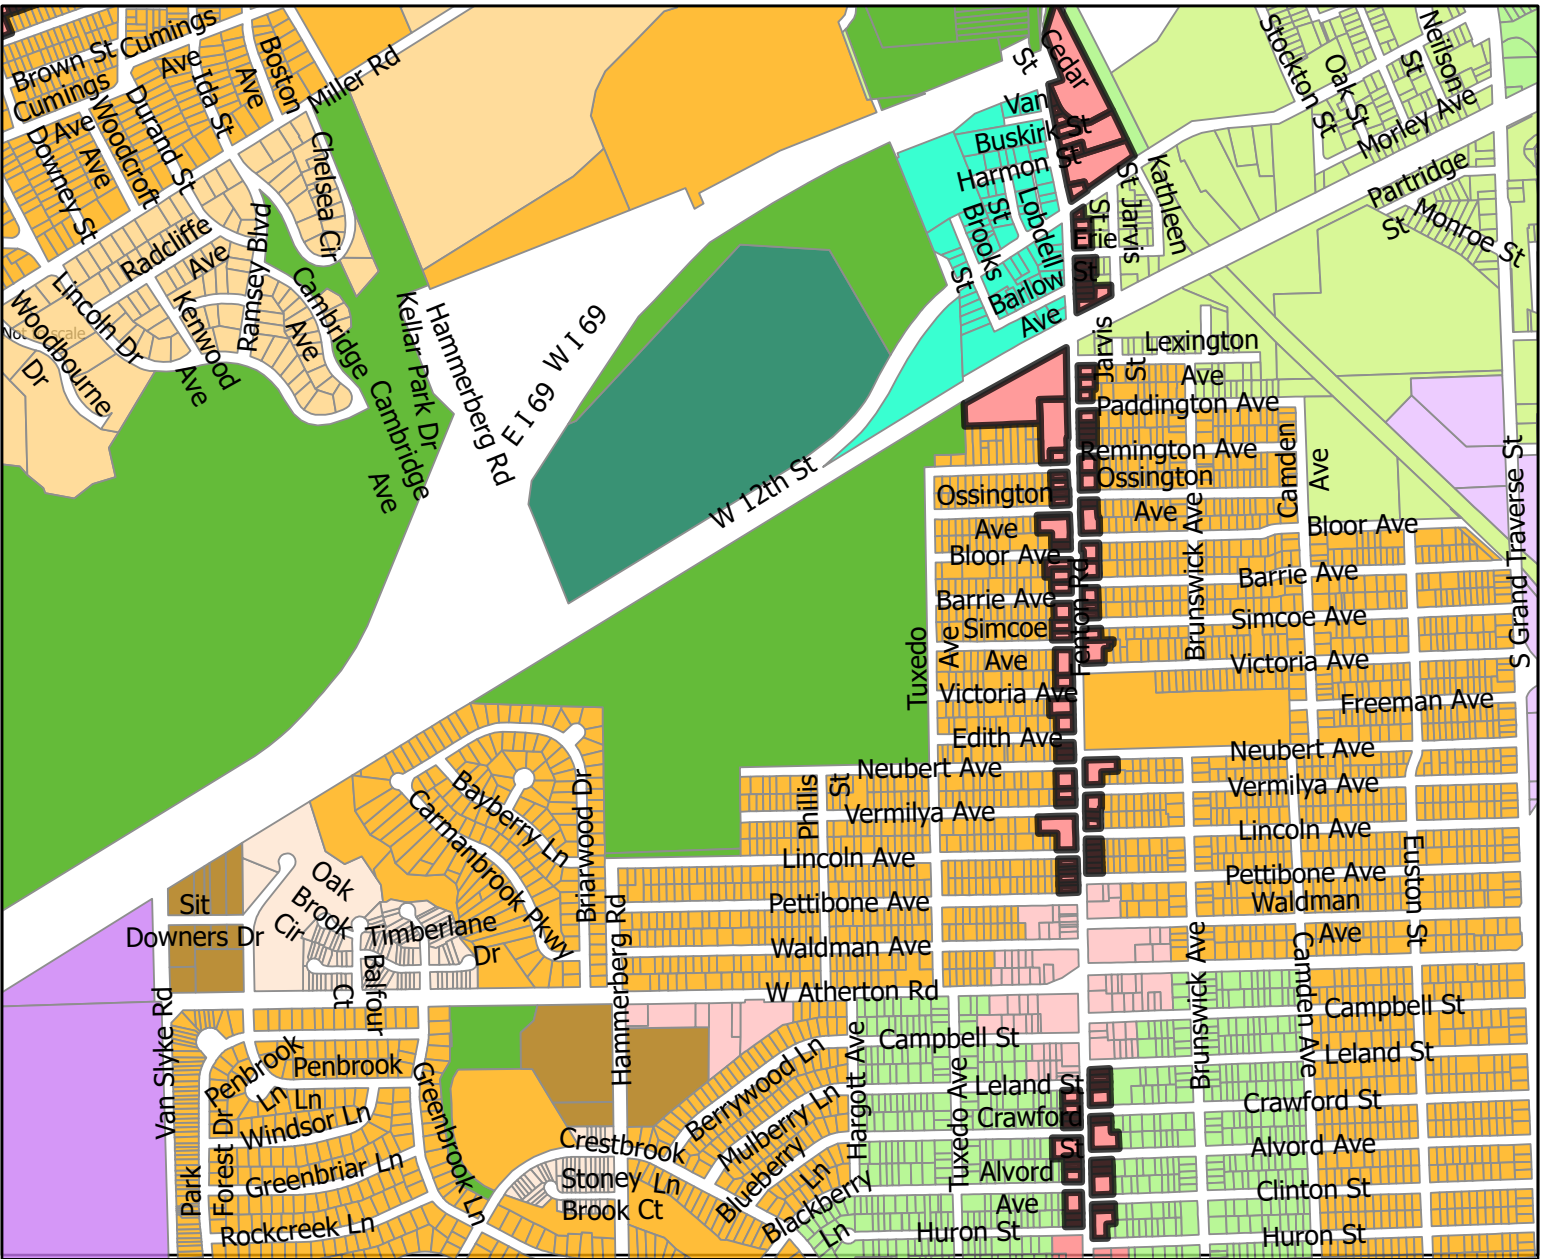 Brown St
Cumings
Ave
Cumings
Ave
Ida St
Boston
Ave
Miller Rd
Durand St
Woodcroft
Ave
Downey St
Chelsea Cir
Radcliffe
Ave
Ramsey Blvd
Lincoln Dr
Kenwood
Ave
Woodbourne
Dr
Cambridge
Ave
Kellar Park Dr
Cambridge
Ave
Hammerberg Rd
E I 69 W I 69
W 12th St
St
Cedar
Van
Buskirk St
Harmon St
Lobdell
St
Brooks
St
Barlow
Ave
Erie
St
St
Jarvis
St
Kathleen
Stockton St
Oak St
Neilson
St
Morley Ave
Partridge
St
Monroe St
Jarvis
St
Lexington
Ave
Paddington Ave
Remington Ave
Ossington
Ave
Camden
Ave
Ossington
Ave
Bloor Ave
Bloor Ave
Barrie Ave
Barrie Ave
Simcoe
Ave
Simcoe Ave
Victoria Ave
Victoria Ave
Fenton Rd
Brunswick Ave
S Grand Traverse St
Tuxedo
Ave
Freeman Ave
Edith Ave
Neubert Ave
Neubert Ave
Vermilya Ave
Vermilya Ave
Phillis
St
Lincoln Ave
Lincoln Ave
Pettibone Ave
Pettibone Ave
Waldman
Ave
Waldman Ave
Euston St
Bayberry Ln
Carmanbrook Pkwy
Briarwood Dr
Hammerberg Rd
Oak
Brook
Cir
Timberlane
Dr
Balfour
Ct
Sit
Downers Dr
W Atherton Rd
Van Slyke Rd
Campbell St
Campbell St
Leland St
Leland St
Crawford
St
Crawford St
Alvord
Ave
Alvord Ave
Clinton St
Huron St
Huron St
Brunswick Ave
Camden Ave
Hargott Ave
Tuxedo Ave
Penbrook
Ln
Penbrook
Ln
Windsor Ln
Greenbriar Ln
Rockcreek Ln
Park
Forest Dr
Greenbrook Ln
Hammerberg Rd
Crestbrook
Ln
Stoney
Brook Ct
Berrywood Ln
Mulberry Ln
Blueberry
Ln
Blackberry
Ln